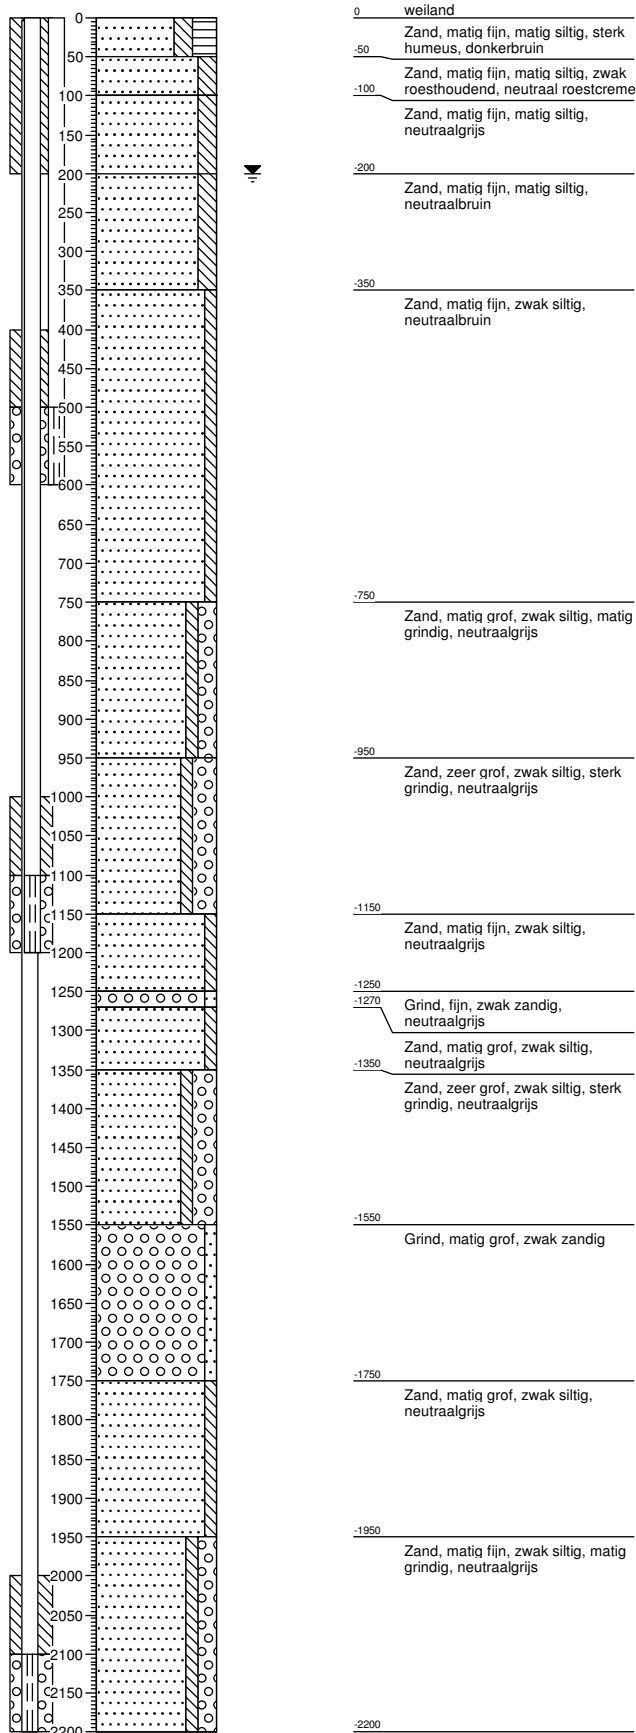 0
50
100
150
200
250
300
350
400
450
500
550
600
650
700
750
800
850
900
950
1000
1050
1100
1150
1200
1250
1300
1350
1400
1450
1500
1550
1600
1650
1700
1750
1800
1850
1900
1950
2000
2050
2100
2150
2200
0 weiland
Zand, matig fijn, matig siltig, sterk
humeus, donkerbruin
-50
Zand, matig fijn, matig siltig, zwak
roesthoudend, neutraal roestcreme
-100
Zand, matig fijn, matig siltig,
neutraalgrijs
-200
Zand, matig fijn, matig siltig,
neutraalbruin
-350
Zand, matig fijn, zwak siltig,
neutraalbruin
-750
Zand, matig grof, zwak siltig, matig
grindig, neutraalgrijs
-950
Zand, zeer grof, zwak siltig, sterk
grindig, neutraalgrijs
-1150
Zand, matig fijn, zwak siltig,
neutraalgrijs
-1250
-1270 Grind, fijn, zwak zandig,
neutraalgrijs
Zand, matig grof, zwak siltig,
neutraalgrijs
-1350
Zand, zeer grof, zwak siltig, sterk
grindig, neutraalgrijs
-1550
Grind, matig grof, zwak zandig
-1750
Zand, matig grof, zwak siltig,
neutraalgrijs
-1950
Zand, matig fijn, zwak siltig, matig
grindig, neutraalgrijs
-2200